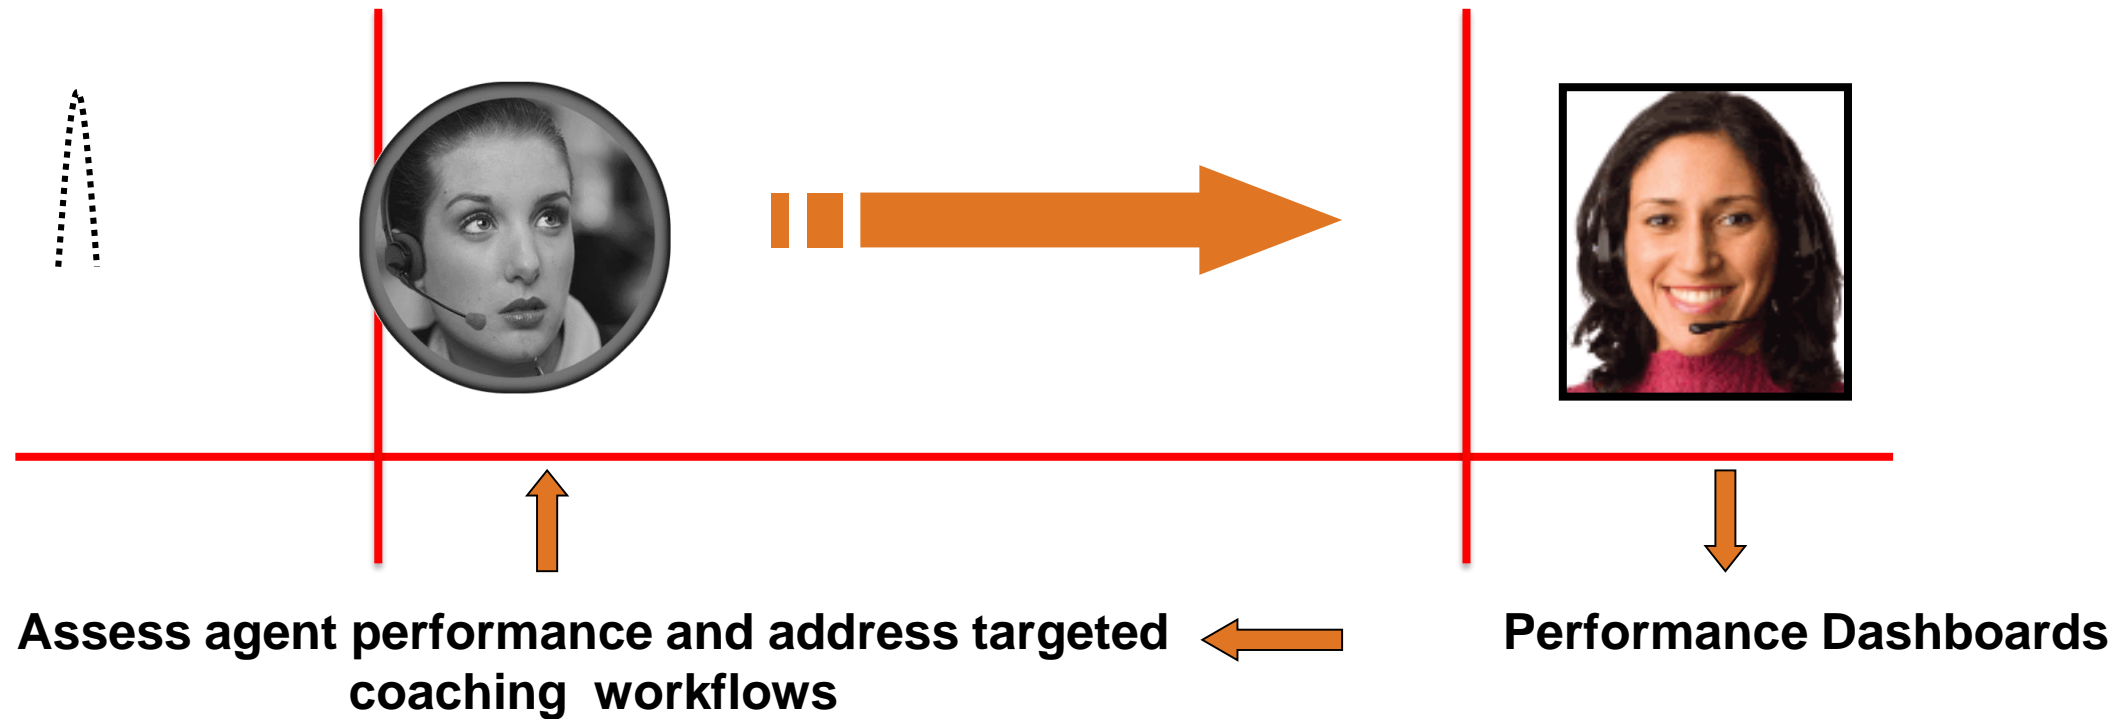 Assess agent performance and address targeted
coaching  workflows
Performance Dashboards